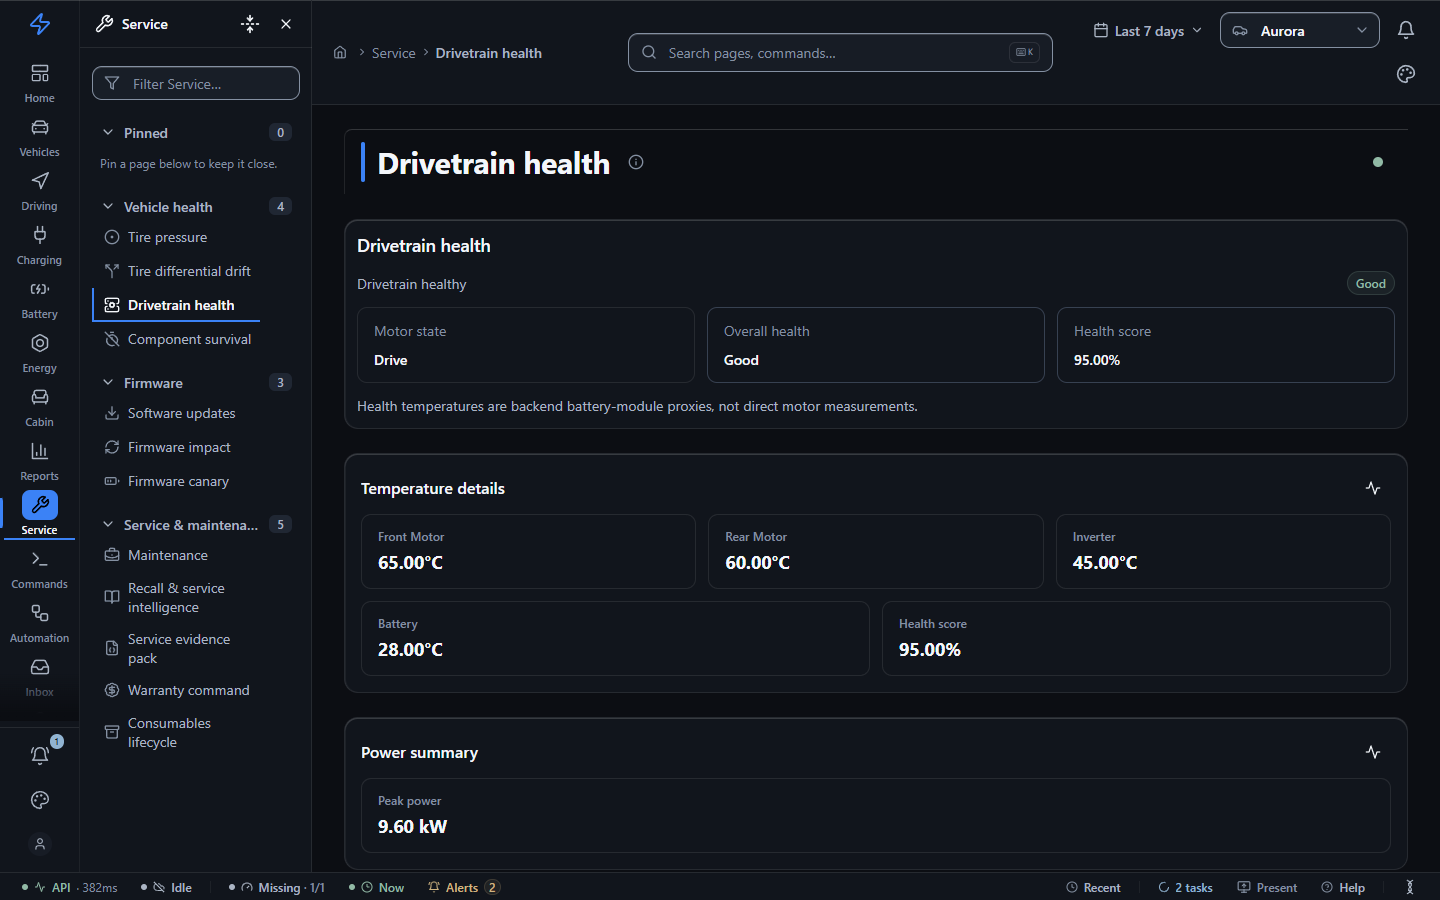 Home
Vehicles
Driving
Charging
Battery
Energy
Cabin
Reports
Service
Commands
Automation
Inbox
1
Service
Filter Service...
Pinned 0
Pin a page below to keep it close.
Vehicle health 4
Tire pressure
Tire differential drift
Drivetrain health
Component survival
Firmware 3
Software updates
Firmware impact
Firmware canary
Service & maintena... 5
Maintenance
Recall & service
intelligence
Service evidence
pack
Warranty command
Consumables
lifecycle
Service Drivetrain health
Search pages, commands... K
Last 7 days
Aurora
Drivetrain health
Drivetrain health
Drivetrain healthy Good
Motor state
Drive
Overall health
Good
Health score
95.00%
Health temperatures are backend battery-module proxies, not direct motor measurements.
Temperature details
Front Motor
65.00°C
Rear Motor
60.00°C
Inverter
45.00°C
Battery
28.00°C
Health score
95.00%
Power summary
Peak power
9.60 kW
API · 382ms Idle Missing · 1/1 Now Alerts 2 Recent 2 tasks Present Help